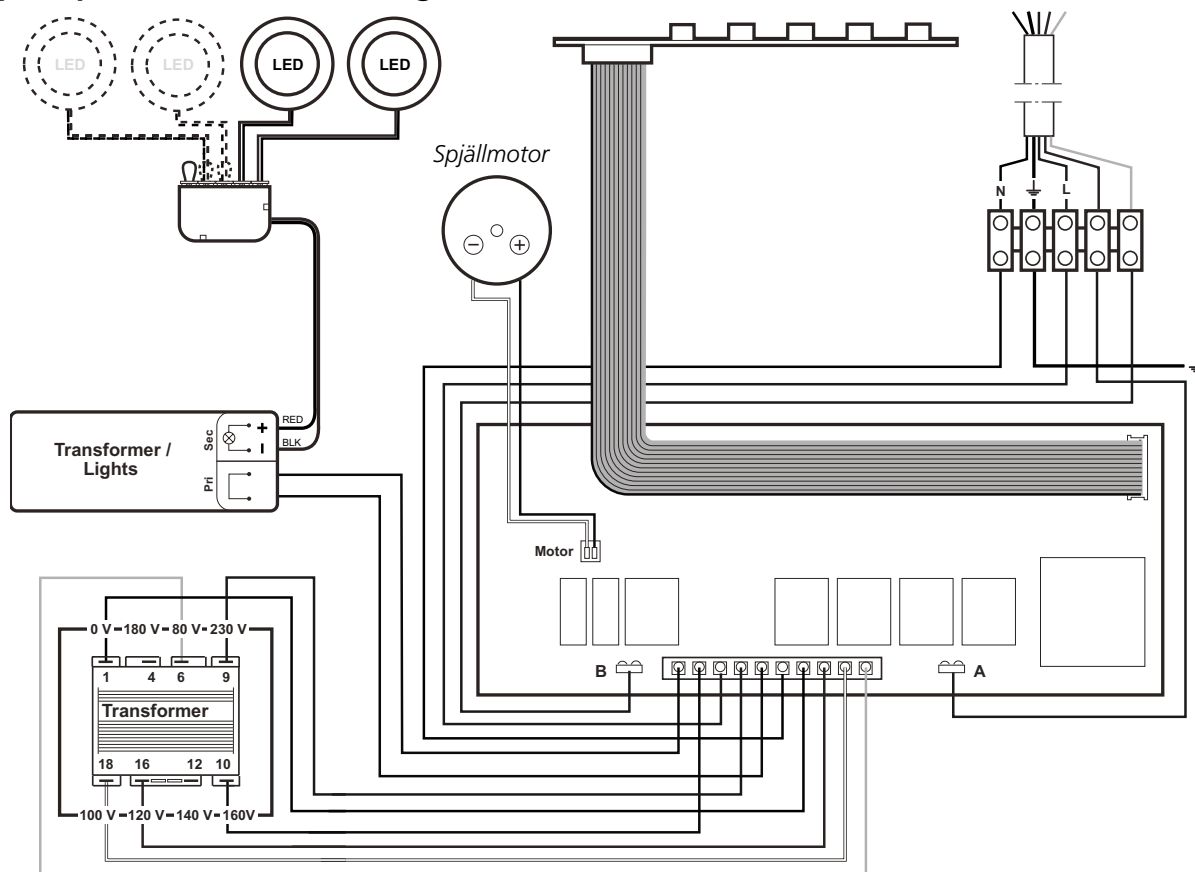 LED LED LED LED
Spjällmotor
N L
RED
BLK
Sec
+
−
Pri
Transformer /
Lights
− +
Motor
0 V 180 V 80 V 230 V
B A
1 4 6 9
Transformer
18 16 12 10
100 V 120 V 140 V 160V